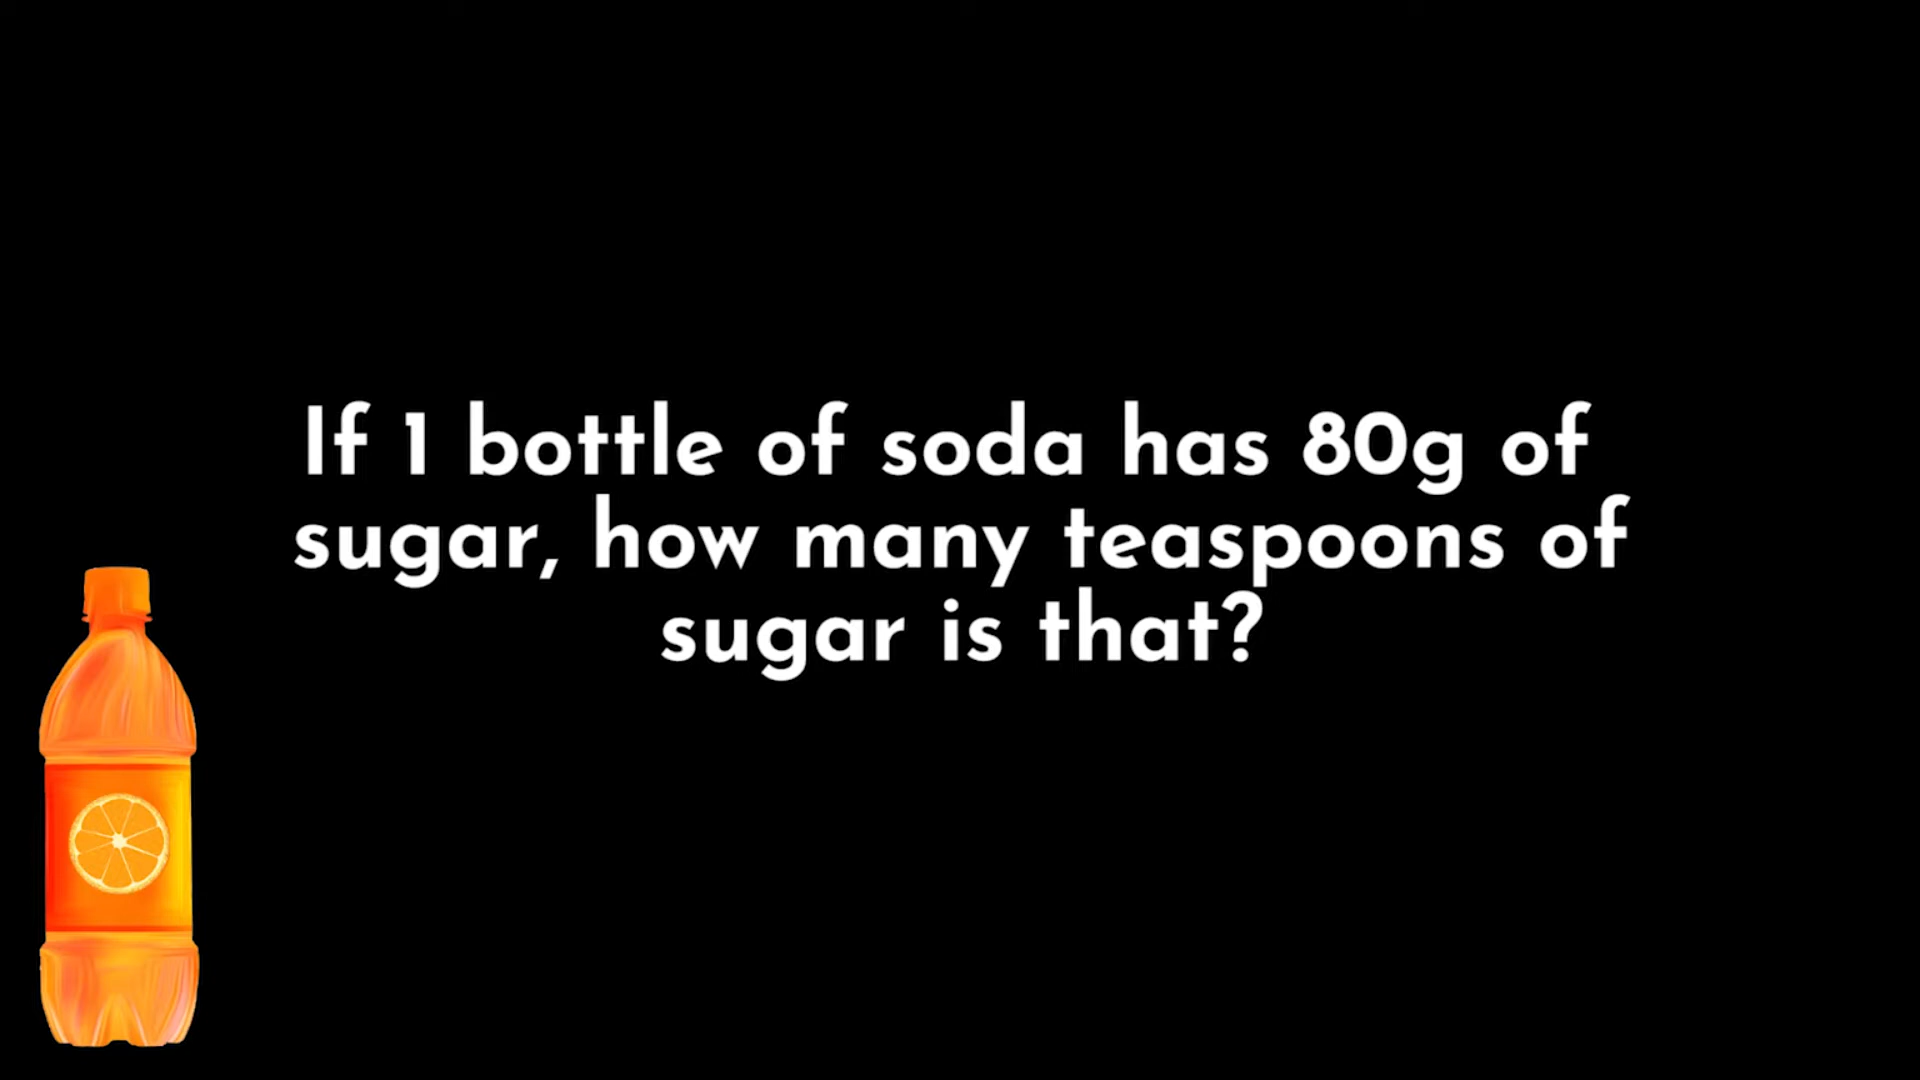 If 1 bottle of soda has 80g of
sugar, how many teaspoons of
sugar is that?